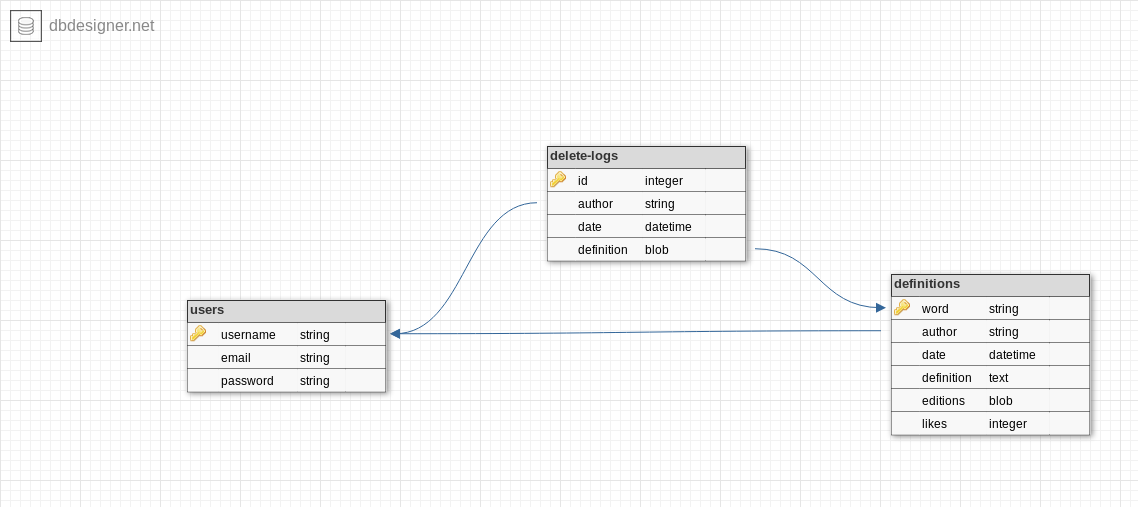 dbdesigner.net
delete-logs
id integer
author string
date datetime
definition blob
definitions
word string
author string
date datetime
definition text
editions blob
likes integer
users
username string
email string
password string